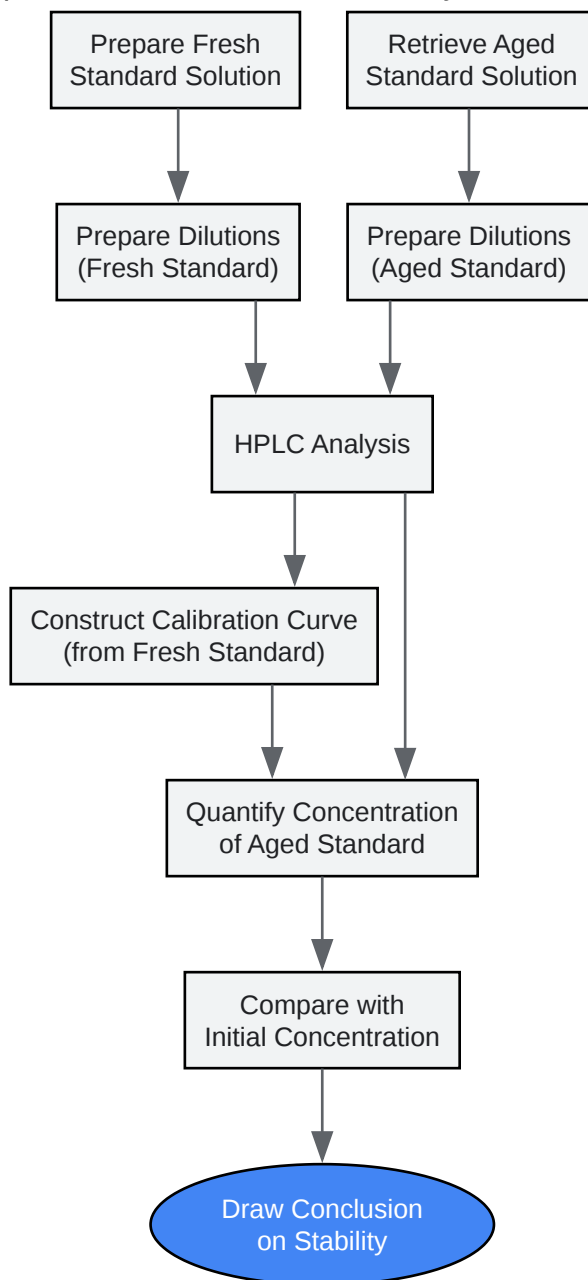 Prepare Fresh
Standard Solution
Retrieve Aged
Standard Solution
Prepare Dilutions
(Fresh Standard)
Prepare Dilutions
(Aged Standard)
HPLC Analysis
Construct Calibration Curve
(from Fresh Standard)
Quantify Concentration
of Aged Standard
Compare with
Initial Concentration
Draw Conclusion
on Stability